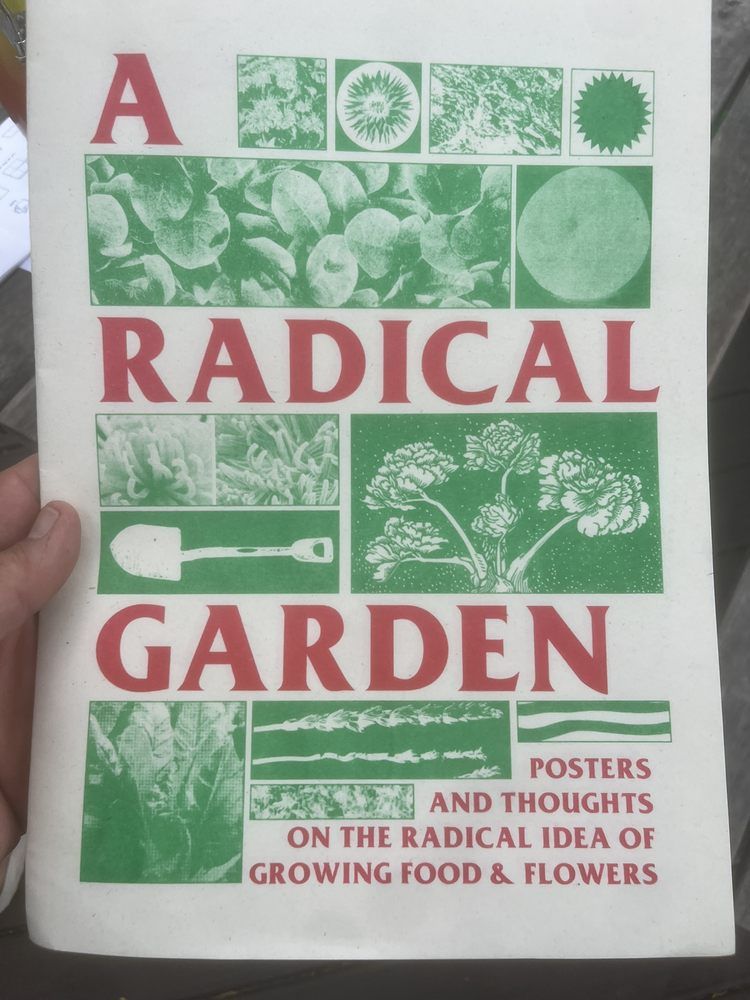 A
RADICAL
GARDEN
POSTERS
AND THOUGHTS
ON THE RADICAL IDEA OF
GROWING FOOD & FLOWERS